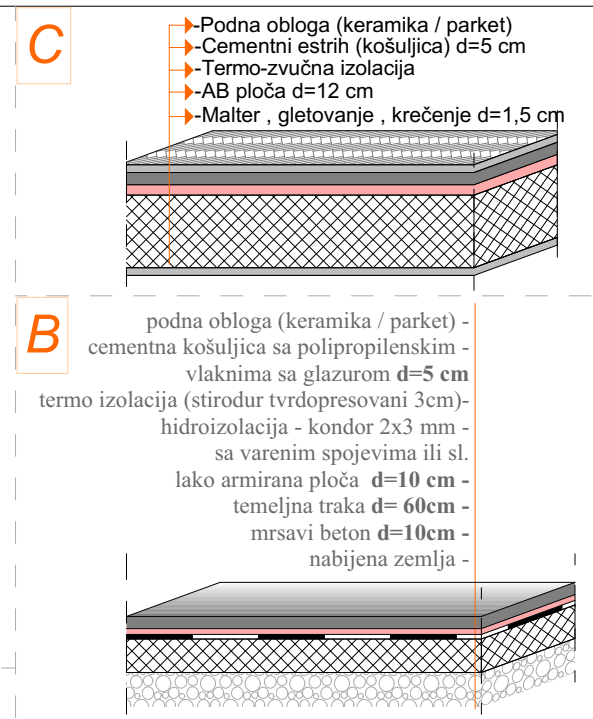 C
-Podna obloga (keramika / parket)
-Cementni estrih (košuljica) d=5 cm
-Termo-zvučna izolacija
-AB ploča d=12 cm
-Malter , gletovanje , krečenje d=1,5 cm
B
podna obloga (keramika / parket) -
cementna košuljica sa polipropilenskim -
vlaknima sa glazurom d=5 cm
termo izolacija (stirodur tvrdopresovani 3cm)-
hidroizolacija - kondor 2x3 mm -
sa varenim spojevima ili sl.
lako armirana ploča d=10 cm -
temeljna traka d= 60cm -
mrsavi beton d=10cm -
nabijena zemlja -